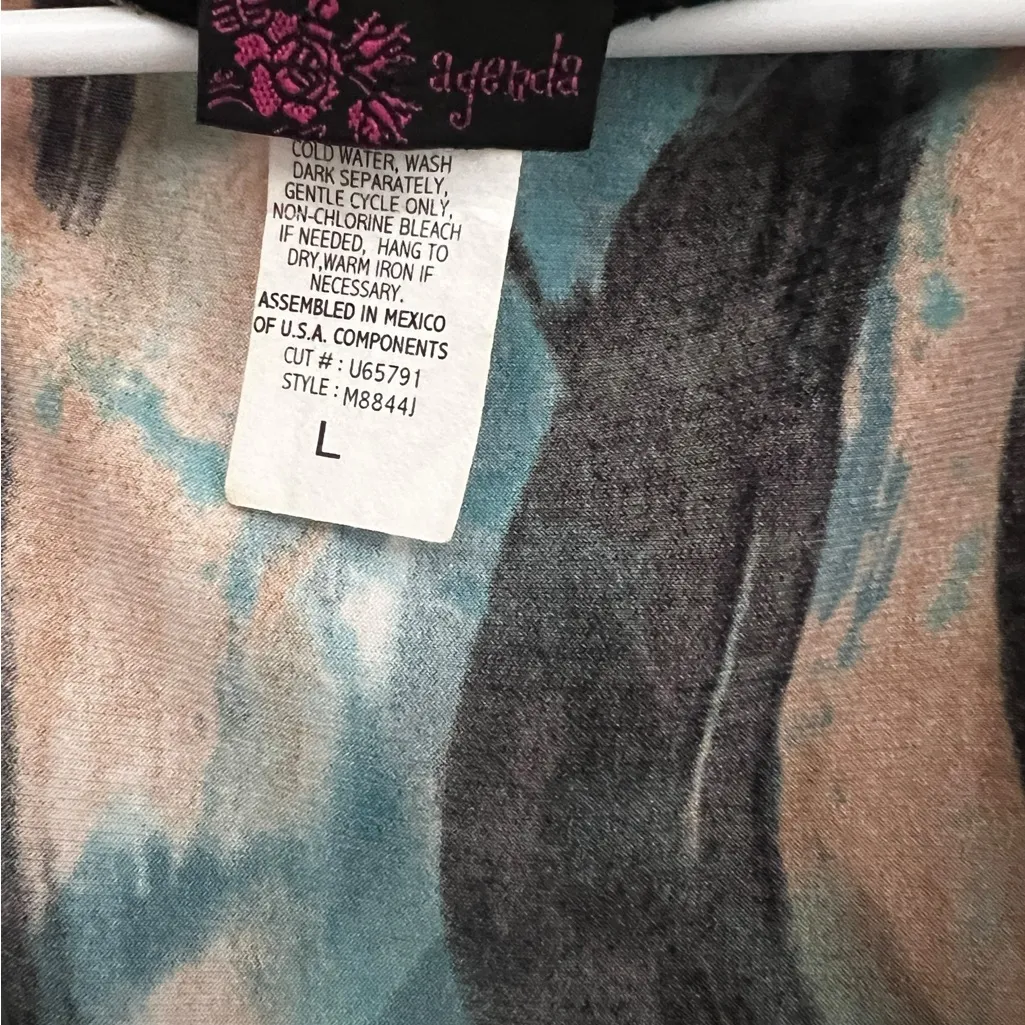 agenda
COLD WATER, WASH
DARK SEPARATELY,
GENTLE CYCLE ONLY,
NON-CHLORINE BLEACH
IF NEEDED, HANG TO
DRY,WARM IRON IF
NECESSARY.
ASSEMBLED IN MEXICO
OF U.S.A. COMPONENTS
CUT # : U65791
STYLE : M8844J
L